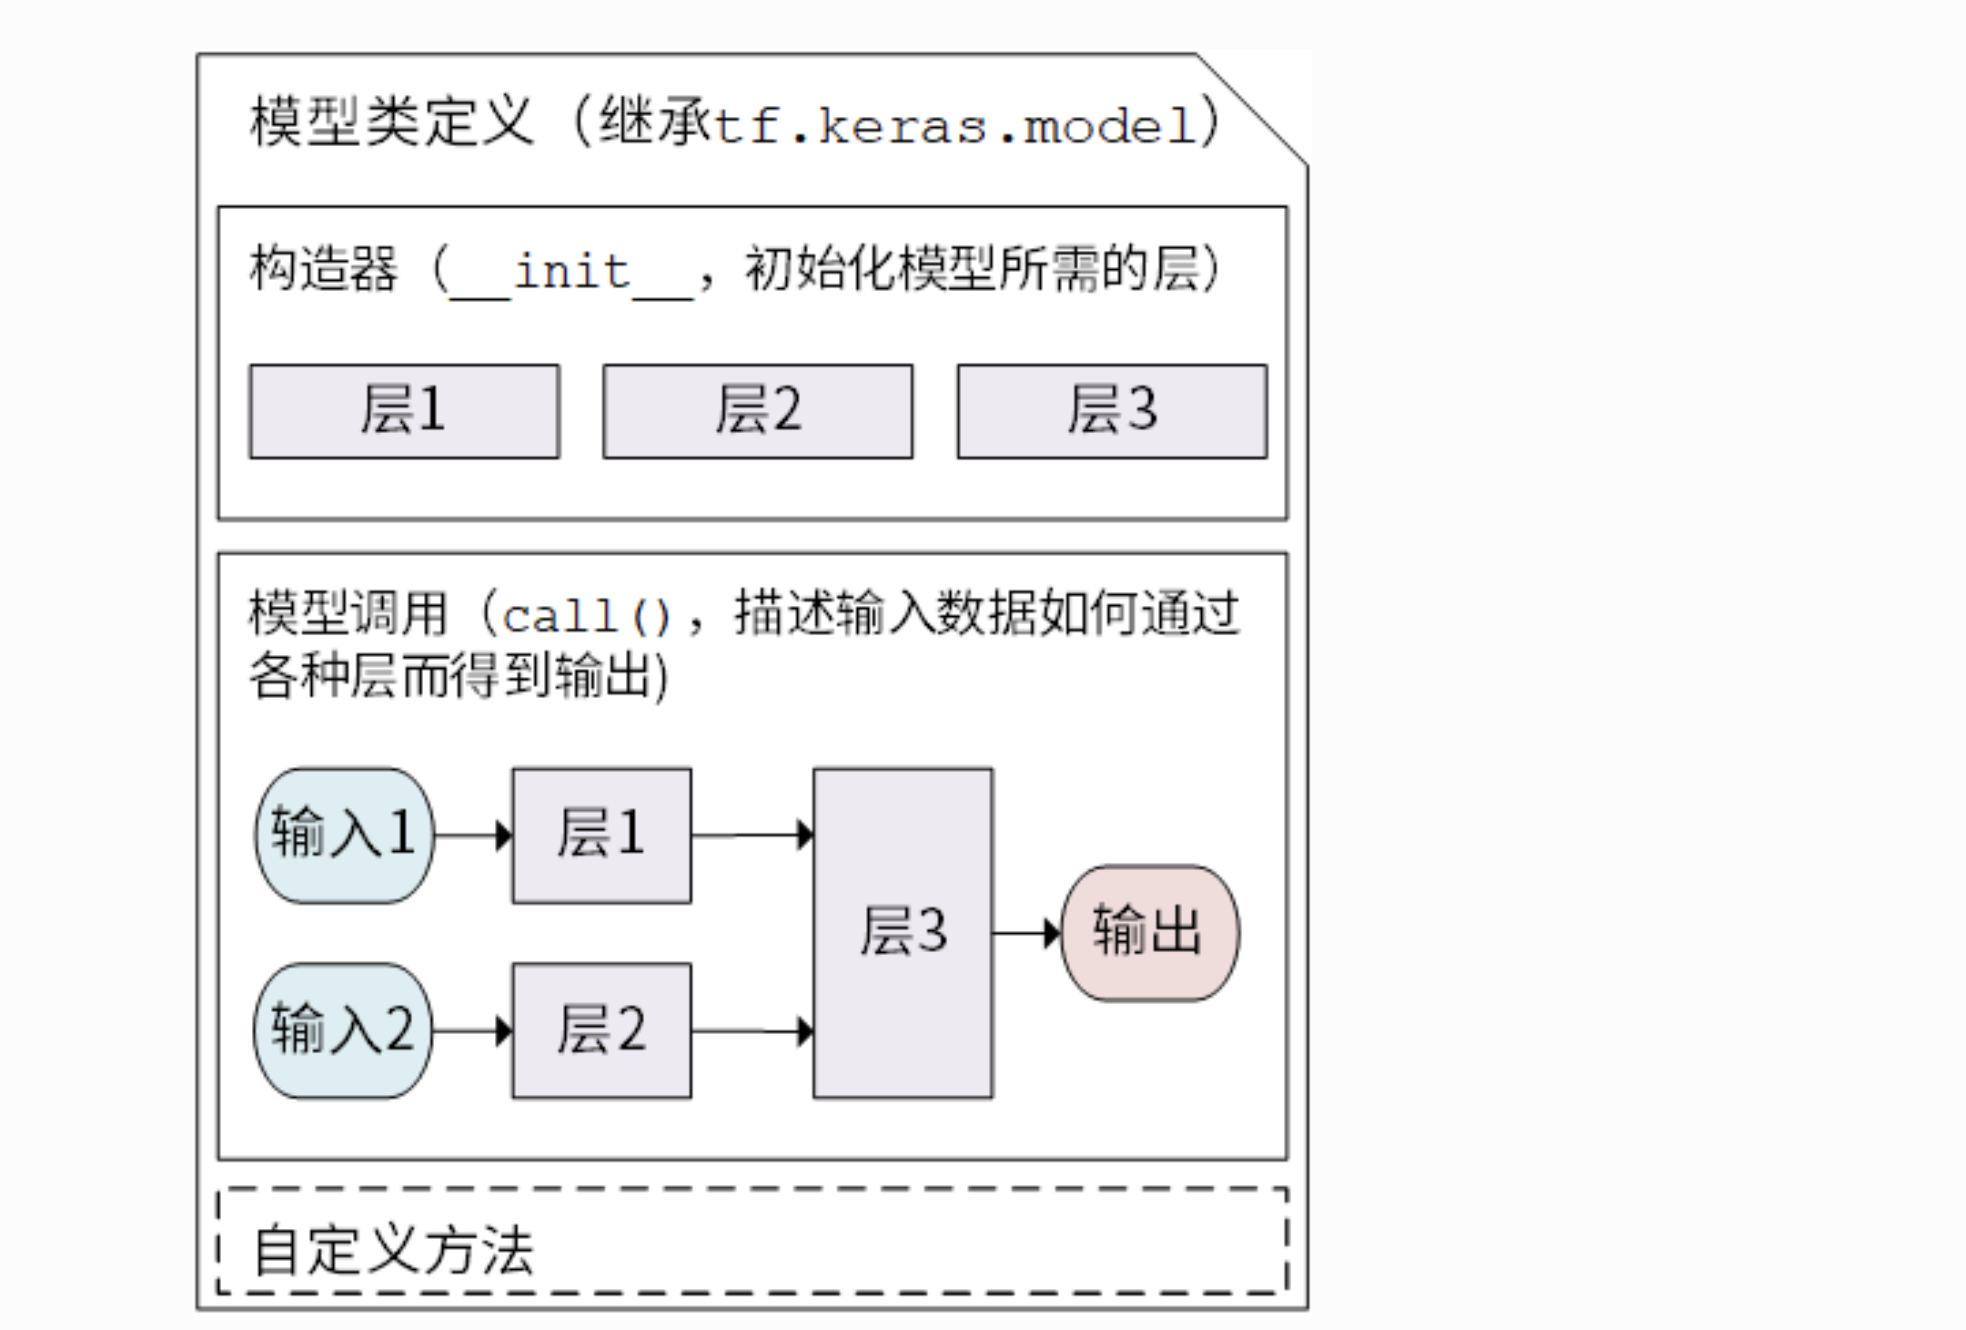 模型类定义（继承tf.keras.model）
构造器（__init__，初始化模型所需的层）
层1
层2
层3
模型调用（call()，描述输入数据如何通过
各种层而得到输出)
输入1
层1
层3
输出
输入2
层2
自定义方法